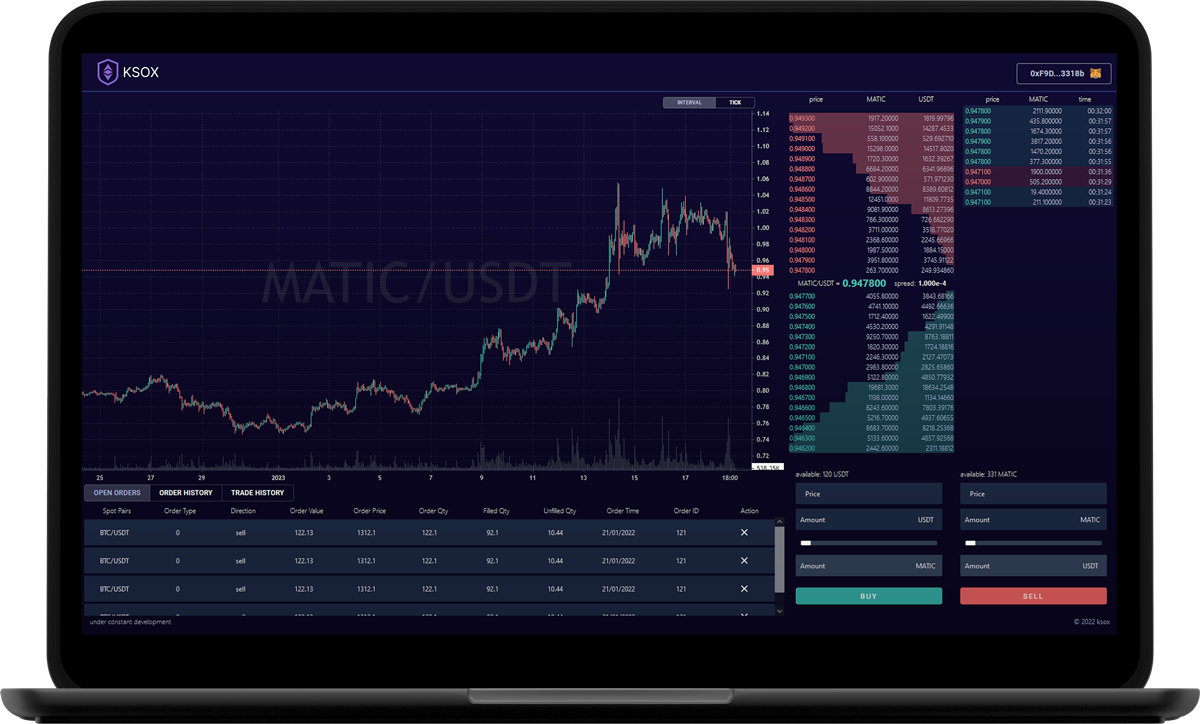 KSOX
0xF9D...3318b
INTERVAL TICK
MATIC/USDT
1.14
1.12
1.10
1.08
1.06
1.04
1.02
1.00
0.98
0.96
0.95
0.94
0.92
0.90
0.88
0.86
0.84
0.82
0.80
0.78
0.76
0.74
0.72
518.15K
25 27 29 2023 3 5 7 9 11 13 15 17 18:00
price MATIC USDT
0.949300 1917.20000 1819.99796
0.949200 15052.1000 14287.4533
0.949100 558.100000 529.692710
0.949000 15298.0000 14517.8020
0.948900 1720.30000 1632.39267
0.948800 6684.20000 6341.96896
0.948700 602.900000 571.971230
0.948600 8844.20000 8389.60812
0.948500 12451.0000 11809.7735
0.948400 9081.90000 8613.27396
0.948300 766.300000 726.682290
0.948200 3711.00000 3518.77020
0.948100 2368.60000 2245.66966
0.948000 1987.50000 1884.15000
0.947900 3951.80000 3745.91122
0.947800 263.700000 249.934860
MATIC/USDT = 0.947800 spread: 1.000e-4
0.947700 4055.80000 3843.68166
0.947600 4741.10000 4492.66636
0.947500 1712.40000 1622.49900
0.947400 4530.20000 4291.91148
0.947300 9250.70000 8763.18811
0.947200 1820.30000 1724.18816
0.947100 2246.30000 2127.47073
0.947000 2983.80000 2825.65860
0.946900 5122.80000 4850.77932
0.946800 19681.3000 18634.2548
0.946700 1198.00000 1134.14660
0.946600 8243.60000 7803.39176
0.946500 5216.70000 4937.60655
0.946400 8683.70000 8218.25368
0.946300 5133.60000 4857.92568
0.946200 2442.60000 2311.18812
price MATIC time
0.947800 2111.90000 00:32:00
0.947900 435.800000 00:31:57
0.947800 1674.30000 00:31:57
0.947900 3817.20000 00:31:56
0.947800 1470.20000 00:31:56
0.947800 377.300000 00:31:55
0.947100 1900.00000 00:31:36
0.947000 505.200000 00:31:29
0.947100 19.4000000 00:31:24
0.947100 211.100000 00:31:23
OPEN ORDERS ORDER HISTORY TRADE HISTORY
Spot Pairs Order Type Direction Order Value Order Price Order Qty Filed Qty Unfilled Qty Order Time Order ID Action
BTC/USDT 0 sell 122.13 1312.1 122.1 92.1 10.44 21/01/2022 121
BTC/USDT 0 sell 122.13 1312.1 122.1 92.1 10.44 21/01/2022 121
BTC/USDT 0 sell 122.13 1312.1 122.1 92.1 10.44 21/01/2022 121
available: 120 USDT
Price
Amount USDT
Amount MATIC
BUY
available: 331 MATIC
Price
Amount MATIC
Amount USDT
SELL
under constant development
© 2022 ksox